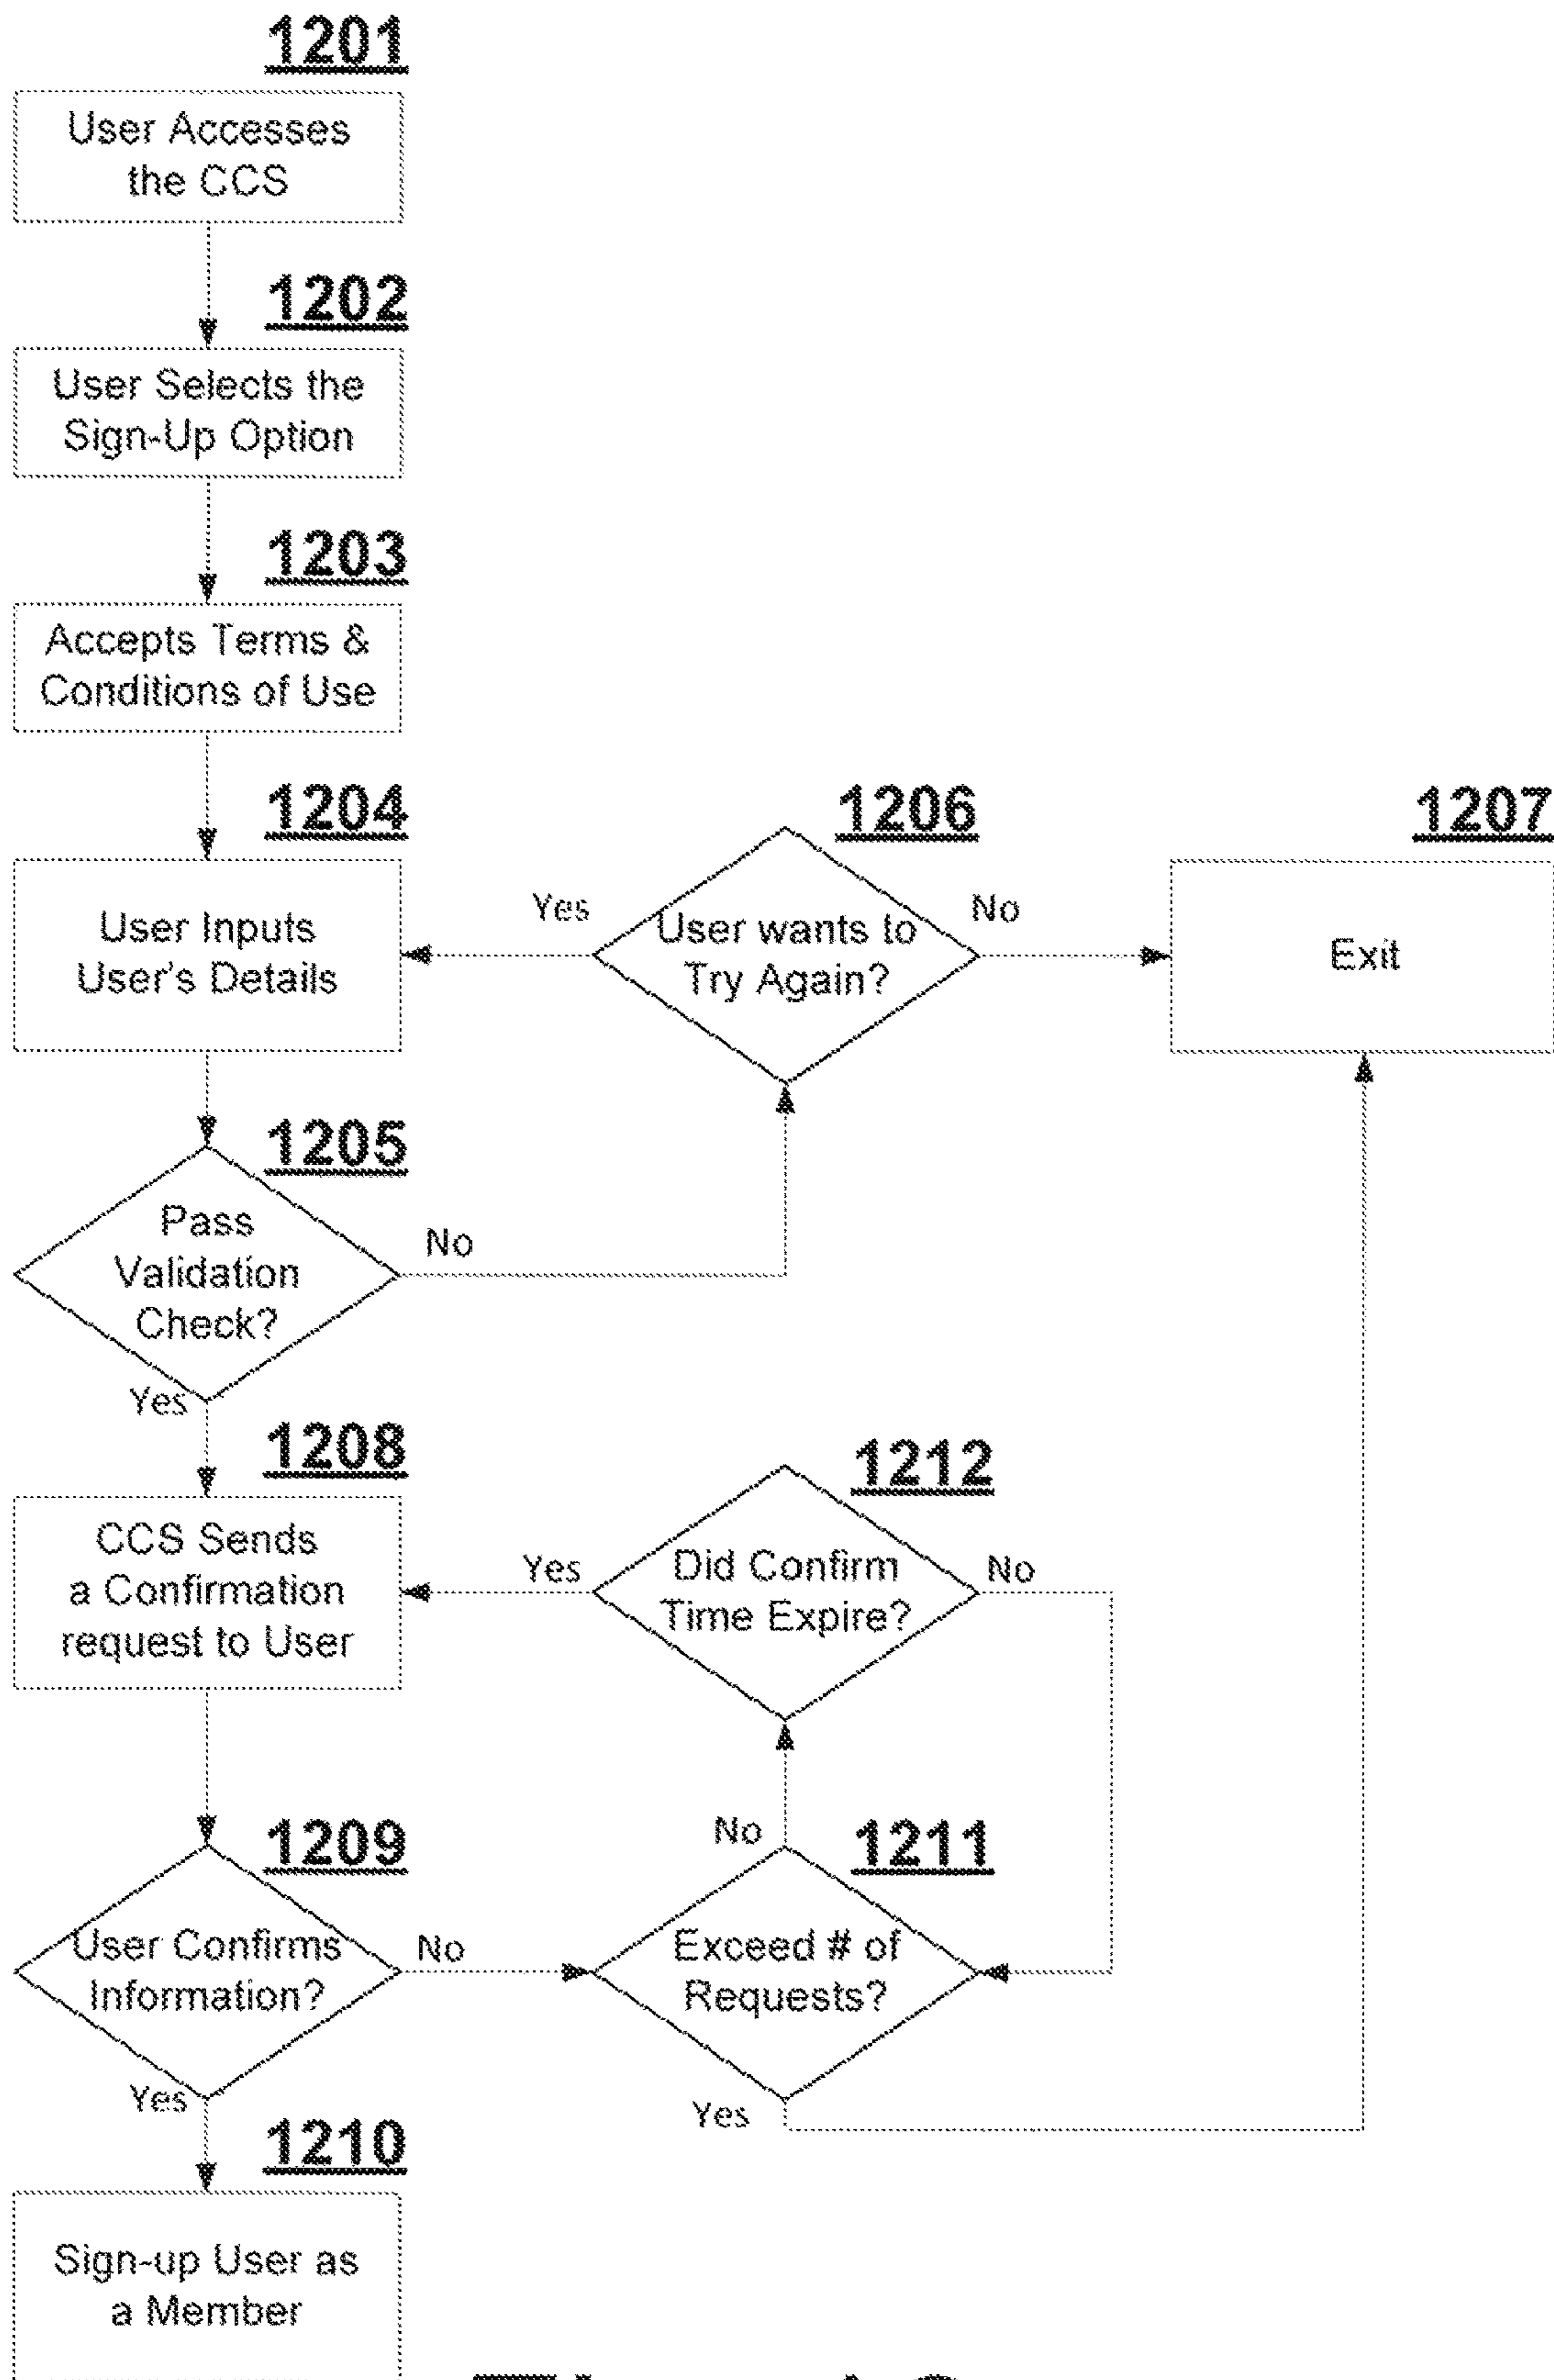 1201
User Accesses
the CCS
1202
User Selects the
Sign-Up Option
1203
Accepts Terms &
Conditions of Use
1204
User Inputs
User's Details
1206
Yes
User wants to
Try Again?
No
1207
Exit
1205
Pass
Validation
Check?
No
Yes
1208
CCS Sends
a Confirmation
request to User
1212
Yes
Did Confirm
Time Expire?
No
1209
User Confirms
Information?
No
Yes
1211
No
Exceed # of
Requests?
Yes
1210
Sign-up User as
a Member